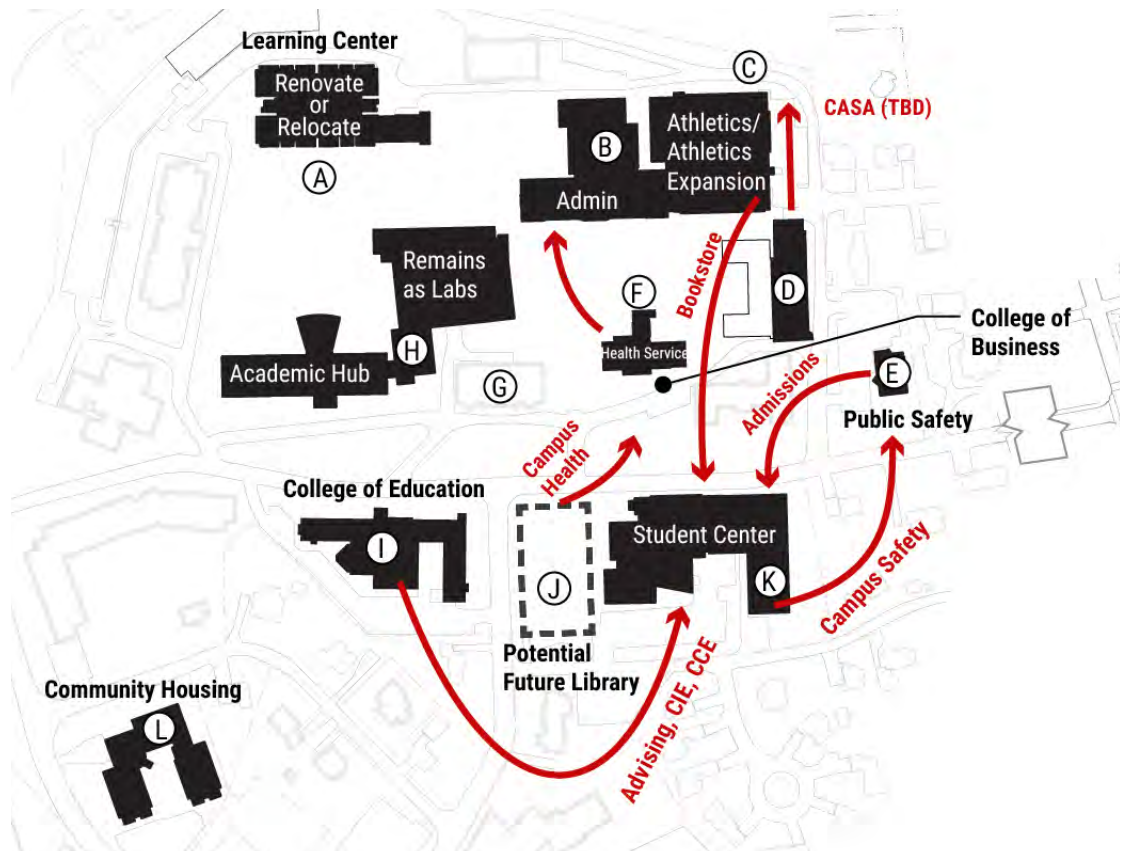 Learning Center
Renovate
or
Relocate
A
B
Admin
C
Athletics/
Athletics
Expansion
CASA (TBD)
Remains
as Labs
Bookstore
D
F
Health Service
College of
Business
H
Academic Hub
G
Admissions
E
Public Safety
Campus
Health
College of Education
I
Student Center
J
K
Campus Safety
Potential
Future Library
Advising, CIE, CCE
Community Housing
L